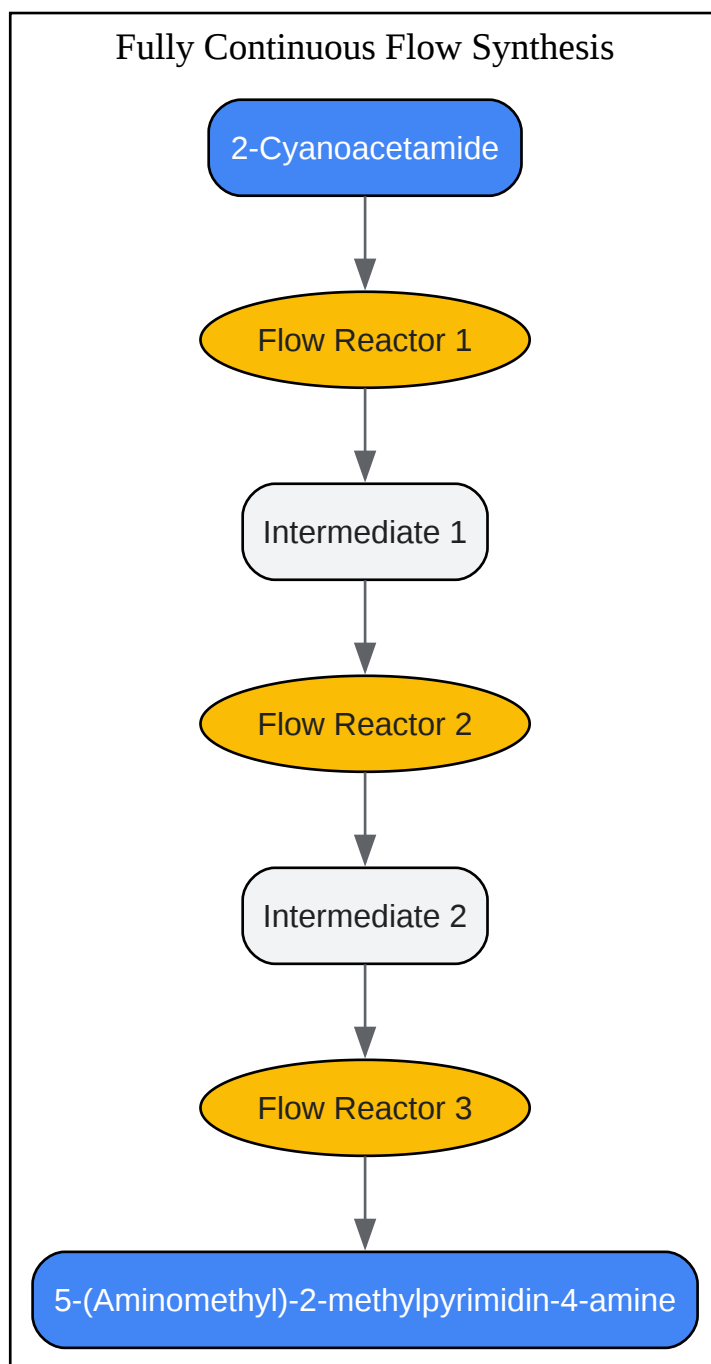 Fully Continuous Flow Synthesis
2-Cyanoacetamide
Flow Reactor 1
Intermediate 1
Flow Reactor 2
Intermediate 2
Flow Reactor 3
5-(Aminomethyl)-2-methylpyrimidin-4-amine